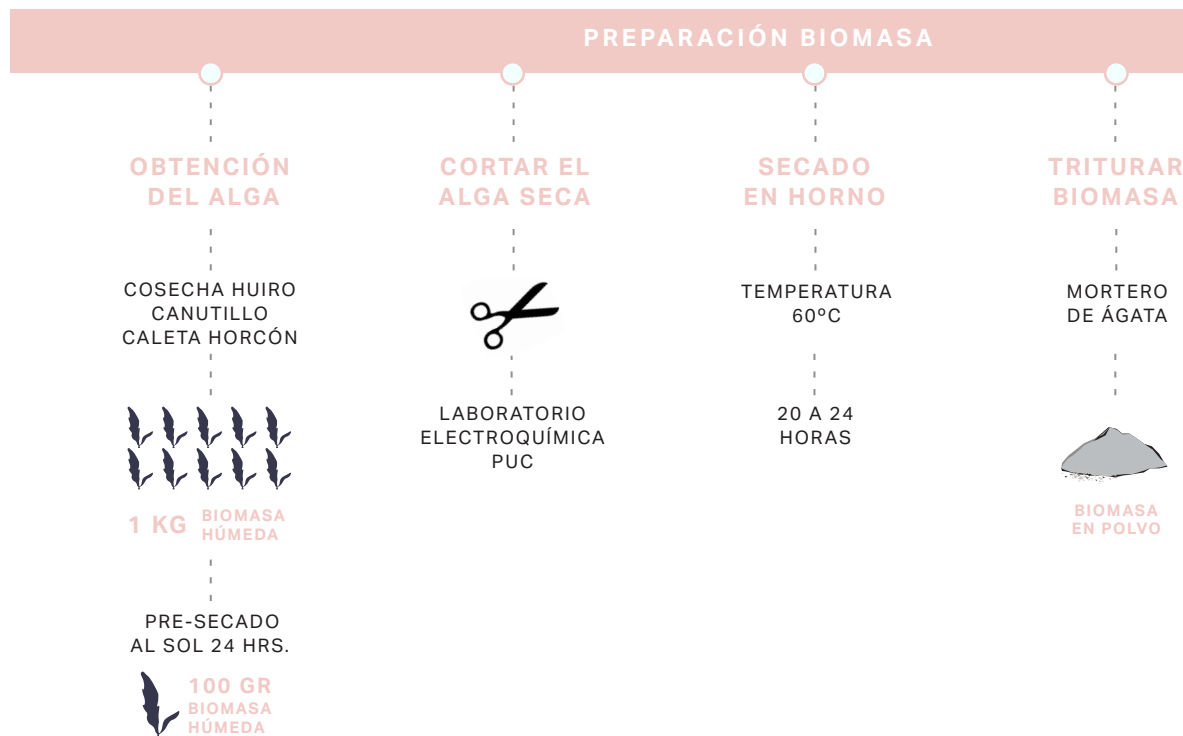 PREPARACIÓN BIOMASA
OBTENCIÓN
DEL ALGA
COSECHA HUIRO
CANUTILLO
CALETA HORCÓN
1 KG
BIOMASA
HÚMEDA
PRE-SECADO
AL SOL 24 HRS.
100 GR
BIOMASA
HÚMEDA
CORTAR EL
ALGA SECA
LABORATORIO
ELECTROQUÍMICA
PUC
SECADO
EN HORNO
TEMPERATURA
60ºC
20 A 24
HORAS
TRITURAR
BIOMASA
MORTERO
DE ÁGATA
BIOMASA
EN POLVO